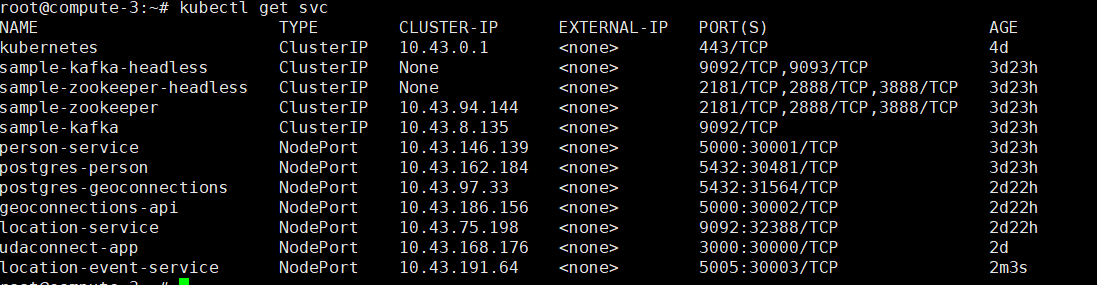 root@compute-3:~# kubectl get svc
NAME TYPE CLUSTER-IP EXTERNAL-IP PORT(S) AGE
kubernetes ClusterIP 10.43.0.1 <none> 443/TCP 4d
sample-kafka-headless ClusterIP None <none> 9092/TCP,9093/TCP 3d23h
sample-zookeeper-headless ClusterIP None <none> 2181/TCP,2888/TCP,3888/TCP 3d23h
sample-zookeeper ClusterIP 10.43.94.144 <none> 2181/TCP,2888/TCP,3888/TCP 3d23h
sample-kafka ClusterIP 10.43.8.135 <none> 9092/TCP 3d23h
person-service NodePort 10.43.146.139 <none> 5000:30001/TCP 3d23h
postgres-person NodePort 10.43.162.184 <none> 5432:30481/TCP 3d23h
postgres-geoconnections NodePort 10.43.97.33 <none> 5432:31564/TCP 2d22h
geoconnections-api NodePort 10.43.186.156 <none> 5000:30002/TCP 2d22h
location-service NodePort 10.43.75.198 <none> 9092:32388/TCP 2d22h
udaconnect-app NodePort 10.43.168.176 <none> 3000:30000/TCP 2d
location-event-service NodePort 10.43.191.64 <none> 5005:30003/TCP 2m3s
root@compute-3:~#